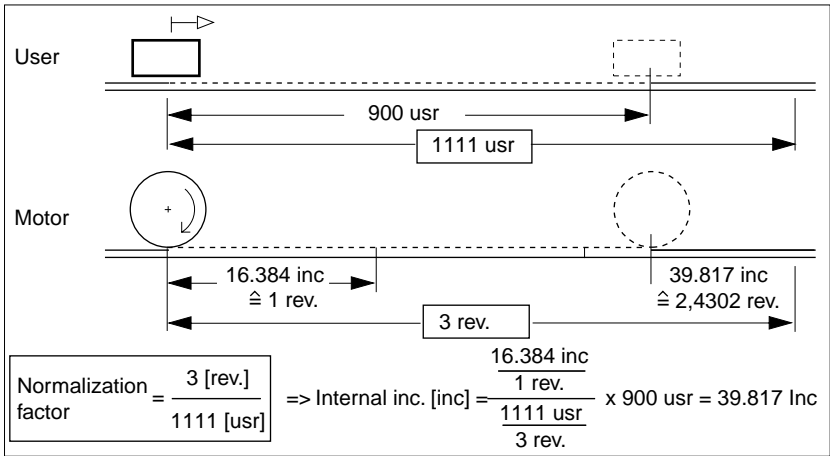 User
900 usr
1111 usr
Motor
+
16.384 inc
≙ 1 rev.
39.817 inc
≙ 2,4302 rev.
3 rev.
Normalization factor = 3 [rev.] / 1111 [usr] => Internal inc. [inc] = 16.384 inc / 1 rev. / 1111 usr / 3 rev. x 900 usr = 39.817 Inc